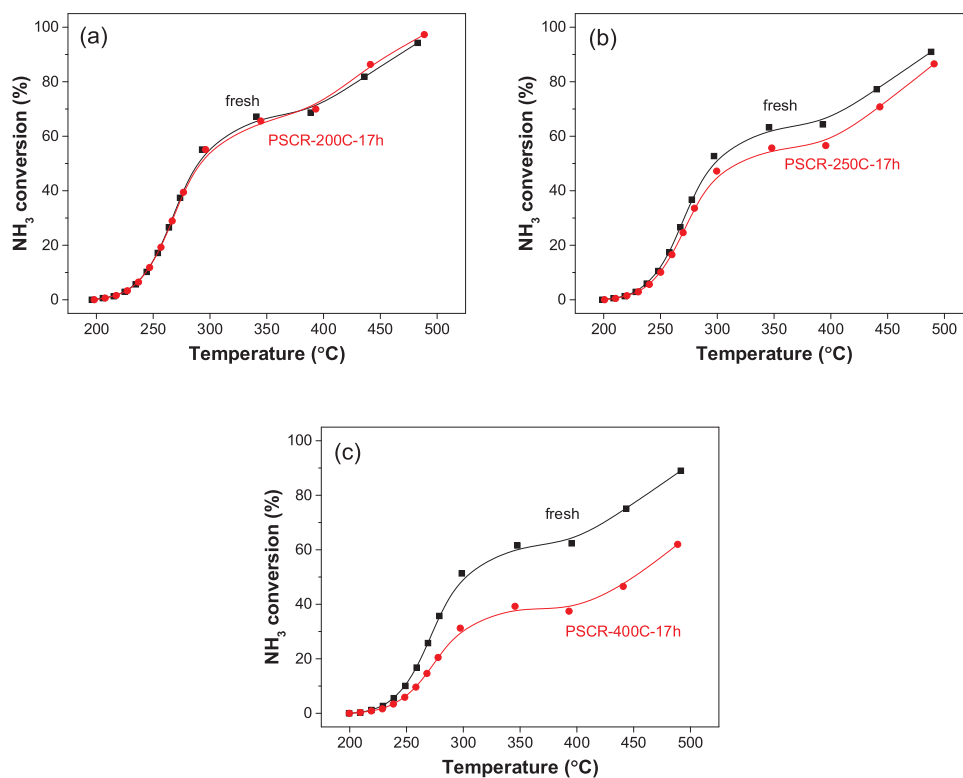 (a)
fresh
PSCR-200C-17h
NH₃ conversion (%)
100
80
60
40
20
0
200 250 300 350 400 450 500
Temperature (°C)
(b)
fresh
PSCR-250C-17h
NH₃ conversion (%)
100
80
60
40
20
0
200 250 300 350 400 450 500
Temperature (°C)
(c)
fresh
PSCR-400C-17h
NH₃ conversion (%)
100
80
60
40
20
0
200 250 300 350 400 450 500
Temperature (°C)